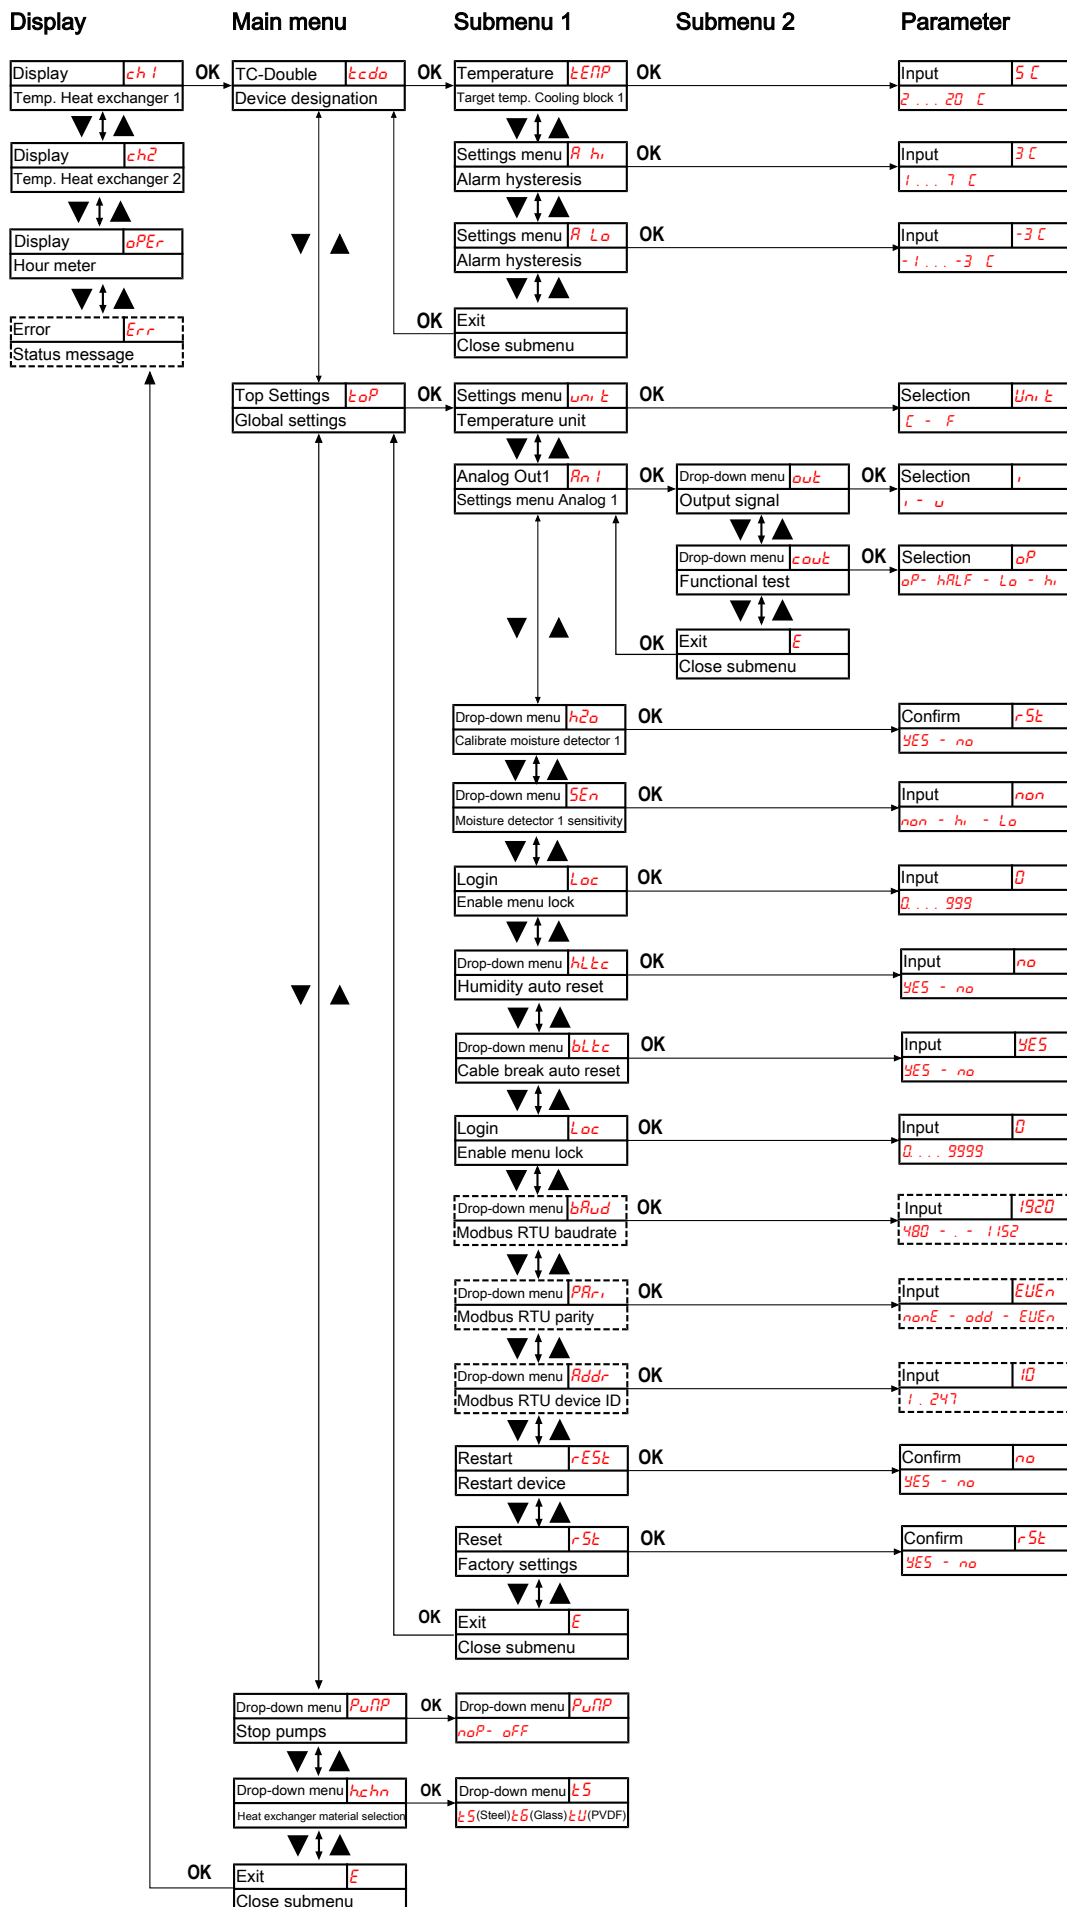 Display Main menu Submenu 1 Submenu 2 Parameter
Display ch1 OK TC-Double tcdo OK Temperature tEMP OK Input 5 C
Temp. Heat exchanger 1 Device designation Target temp. Cooling block 1 2 ... 20 C
Display ch2 Settings menu A hi OK Input 3 C
Temp. Heat exchanger 2 Alarm hysteresis 1 ... 7 C
Display oPEr Settings menu A Lo OK Input -3 C
Hour meter Alarm hysteresis -1 ... -3 C
Error Err OK Exit
Status message Close submenu
Top Settings toP OK Settings menu unit OK Selection Unit
Global settings Temperature unit C - F
Analog Out1 An1 OK Drop-down menu out OK Selection i
Settings menu Analog 1 Output signal i - u
Drop-down menu cout OK Selection oP
Functional test oP- hALF - Lo - hi
OK Exit E
Close submenu
Drop-down menu h2o OK Confirm rSt
Calibrate moisture detector 1 YES - no
Drop-down menu SEn OK Input non
Moisture detector 1 sensitivity non - hi - Lo
Login Loc OK Input 0
Enable menu lock 0. ... 999
Drop-down menu hLtc OK Input no
Humidity auto reset YES - no
Drop-down menu bLtc OK Input YES
Cable break auto reset YES - no
Login Loc OK Input 0
Enable menu lock 0. ... 9999
Drop-down menu bAud OK Input 1920
Modbus RTU baudrate 480 - . - 1152
Drop-down menu PAri OK Input EUEn
Modbus RTU parity nonE - odd - EUEn
Drop-down menu Addr OK Input 10
Modbus RTU device ID 1 . 247
Restart rESt OK Confirm no
Restart device YES - no
Reset rSt OK Confirm rSt
Factory settings YES - no
OK Exit E
Close submenu
Drop-down menu PuMP OK Drop-down menu PuMP
Stop pumps noP- oFF
Drop-down menu h.chn OK Drop-down menu tS
Heat exchanger material selection tS(Steel) tG(Glass) tU(PVDF)
OK Exit E
Close submenu